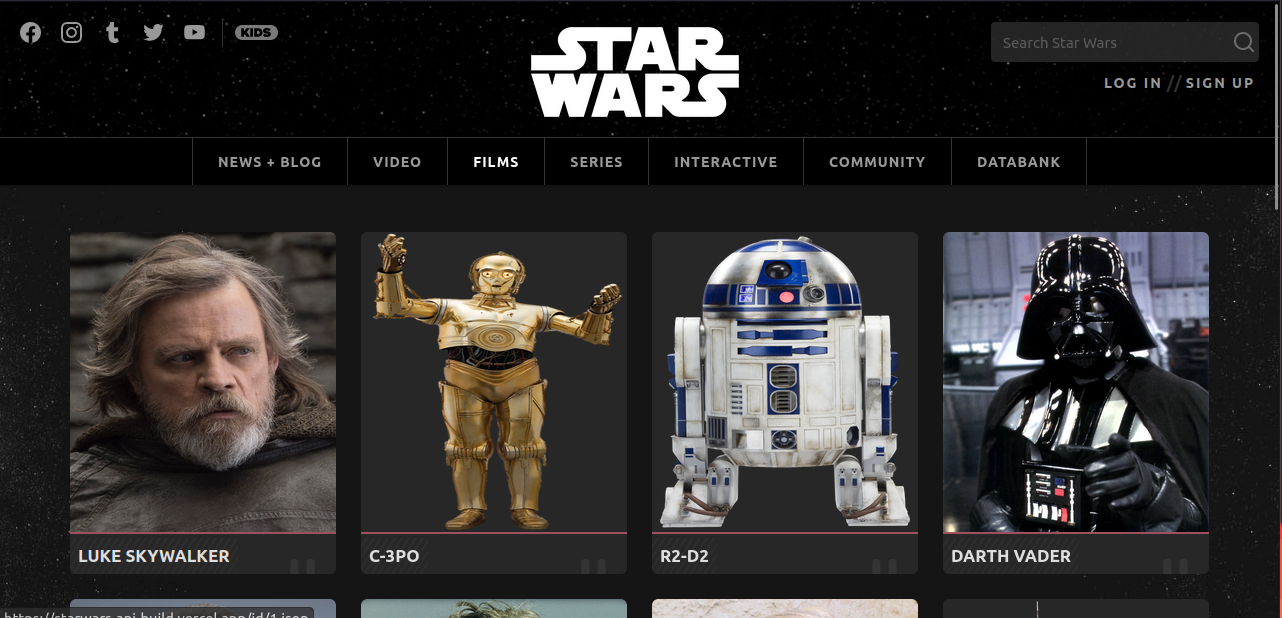 KIDS
STAR
WARS
Search Star Wars
LOG IN // SIGN UP
NEWS + BLOG
VIDEO
FILMS
SERIES
INTERACTIVE
COMMUNITY
DATABANK
LUKE SKYWALKER
C-3PO
R2-D2
DARTH VADER
https://starwars-api-build.vercel.app/id/1.json